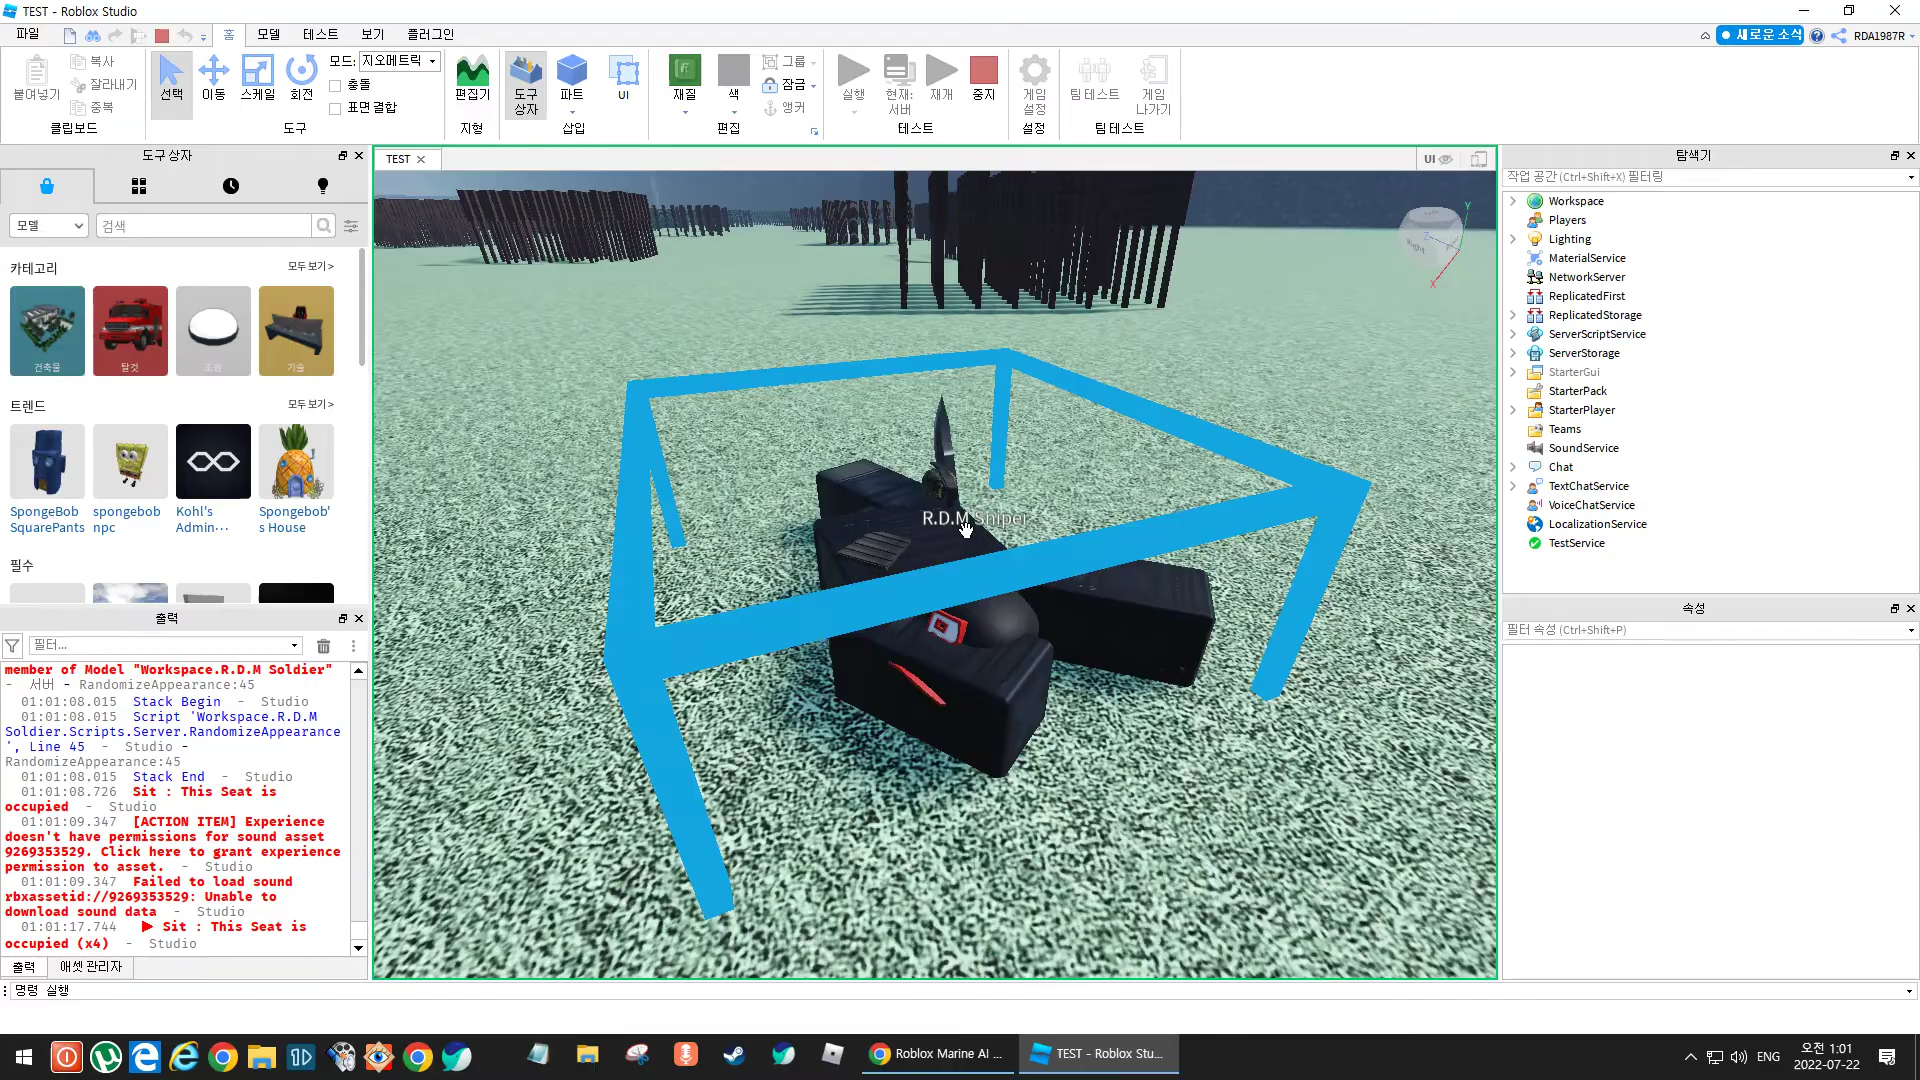 TEST - Roblox Studio
파일
홈
모델
테스트
보기
플러그인
새로운 소식
RDA1987R
붙여넣기
복사
잘라내기
중복
클립보드
선택
이동
스케일
회전
모드: 지오메트릭
충돌
표면 결합
도구
편집기
지형
도구
상자
파트
UI
삽입
재질
색
그룹
잠금
앵커
편집
실행
현재:
서버
재개
중지
테스트
게임
설정
설정
팀 테스트
게임
나가기
팀 테스트
도구 상자
모델
검색
카테고리
모두 보기 >
건축물
탈것
조명
기술
트렌드
모두 보기 >
SpongeBob
SquarePants
spongebob
npc
Kohl's
Admin···
Spongebob'
s House
필수
출력
필터...
member of Model "Workspace.R.D.M Soldier"
- 서버 - RandomizeAppearance:45
01:01:08.015 Stack Begin - Studio
01:01:08.015 Script 'Workspace.R.D.M
Soldier.Scripts.Server.RandomizeAppearance
', Line 45 - Studio -
RandomizeAppearance:45
01:01:08.015 Stack End - Studio
01:01:08.726 Sit : This Seat is
occupied - Studio
01:01:09.347 [ACTION ITEM] Experience
doesn't have permissions for sound asset
9269353529. Click here to grant experience
permission to asset. - Studio
01:01:09.347 Failed to load sound
rbxassetid://9269353529: Unable to
download sound data - Studio
01:01:17.744 ▶ Sit : This Seat is
occupied (x4) - Studio
출력
애셋 관리자
명령 실행
TEST
UI
R.D.M Sniper
Right
Y
Z
X
탐색기
작업 공간 (Ctrl+Shift+X) 필터링
Workspace
Players
Lighting
MaterialService
NetworkServer
ReplicatedFirst
ReplicatedStorage
ServerScriptService
ServerStorage
StarterGui
StarterPack
StarterPlayer
Teams
SoundService
Chat
TextChatService
VoiceChatService
LocalizationService
TestService
속성
필터 속성 (Ctrl+Shift+P)
Roblox Marine AI ...
TEST - Roblox Stu...
ENG
오전 1:01
2022-07-22